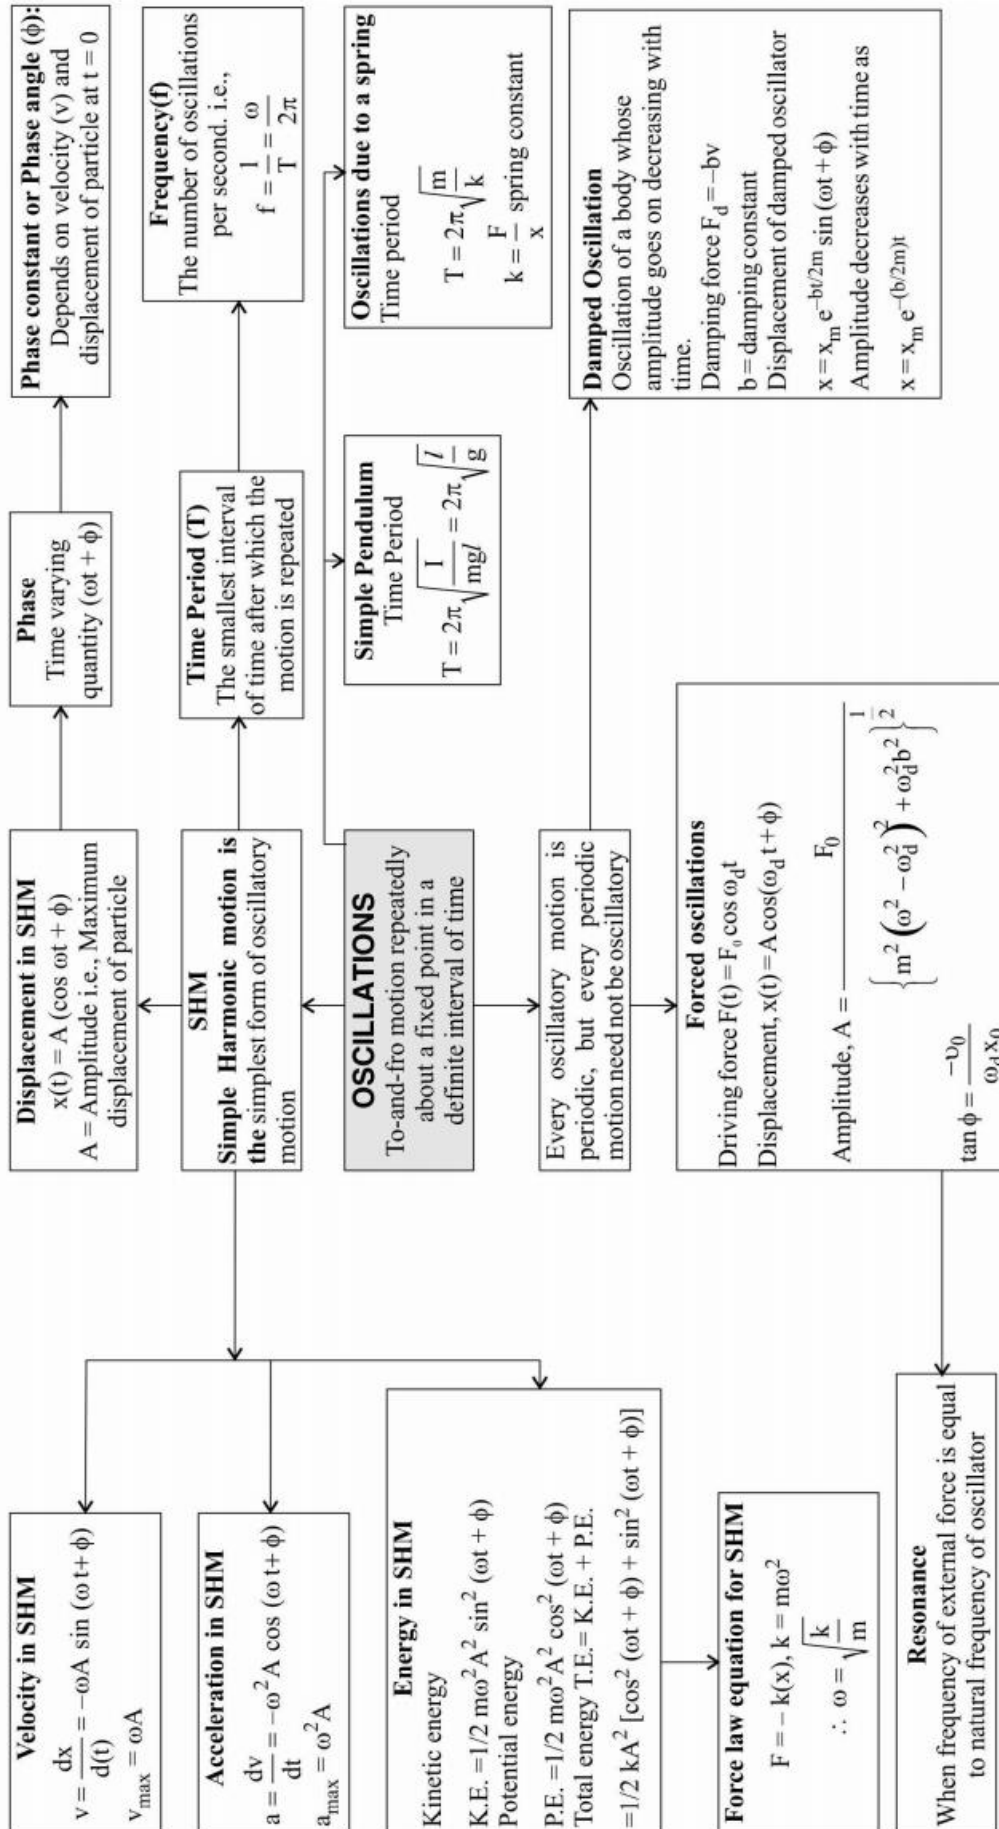 Velocity in SHM
v = dx/d(t) = –ωA sin (ωt + ϕ)
v_max = ωA
Acceleration in SHM
a = dv/dt = –ω² A cos (ωt + ϕ)
a_max = ω²A
Energy in SHM
Kinetic energy
K.E. = 1/2 mω² A² sin² (ωt + ϕ)
Potential energy
P.E. = 1/2 mω² A² cos² (ωt + ϕ)
Total energy T.E. = K.E. + P.E.
= 1/2 kA² [cos² (ωt + ϕ) + sin² (ωt + ϕ)]
Force law equation for SHM
F = – k(x), k = mω²
∴ ω = √(k/m)
Resonance
When frequency of external force is equal
to natural frequency of oscillator
Displacement in SHM
x(t) = A (cos ωt + ϕ)
A = Amplitude i.e., Maximum
displacement of particle
SHM
Simple Harmonic motion is
the simplest form of oscillatory
motion
OSCILLATIONS
To-and-fro motion repeatedly
about a fixed point in a
definite interval of time
Every oscillatory motion is
periodic, but every periodic
motion need not be oscillatory
Forced oscillations
Driving force F(t) = F₀ cos ω_d t
Displacement, x(t) = A cos(ω_d t + ϕ)
Amplitude, A = F₀ / {m² (ω² – ω_d²)² + ω_d² b²}^(1/2)
tan ϕ = –υ₀ / ω_d x₀
Phase
Time varying
quantity (ωt + ϕ)
Time Period (T)
The smallest interval
of time after which the
motion is repeated
Simple Pendulum
Time Period
T = 2π √(I/mgl) = 2π √(l/g)
Phase constant or Phase angle (ϕ):
Depends on velocity (v) and
displacement of particle at t = 0
Frequency(f)
The number of oscillations
per second. i.e.,
f = 1/T = ω/2π
Oscillations due to a spring
Time period
T = 2π √(m/k)
k = F/x spring constant
Damped Oscillation
Oscillation of a body whose
amplitude goes on decreasing with
time.
Damping force F_d = –bv
b = damping constant
Displacement of damped oscillator
x = x_m e^(–bt/2m) sin (ωt + ϕ)
Amplitude decreases with time as
x = x_m e^(–(b/2m)t)